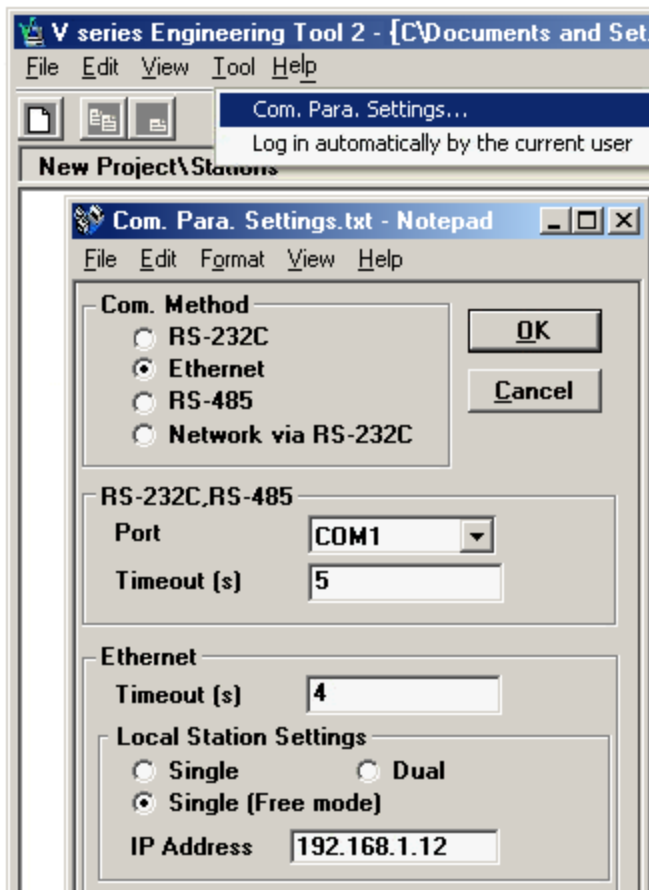 V series Engineering Tool 2 - [C\Documents and Set.
File Edit View Tool Help
Com. Para. Settings...
Log in automatically by the current user
New Project\Stations
Com. Para. Settings.txt - Notepad
File Edit Format View Help
Com. Method
RS-232C
OK
Ethernet
RS-485
Cancel
Network via RS-232C
RS-232C,RS-485
Port COM1
Timeout (s) 5
Ethernet
Timeout (s) 4
Local Station Settings
Single Dual
Single (Free mode)
IP Address 192.168.1.12